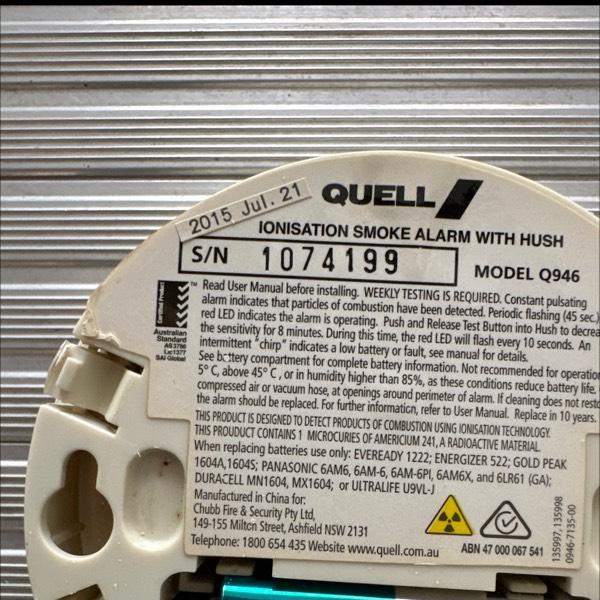 2015 Jul. 21
QUELL
IONISATION SMOKE ALARM WITH HUSH
S/N 1074199
MODEL Q946
Certified Product
TM
Australian
Standard
AS3786
Lic1377
SAI Global
Read User Manual before installing. WEEKLY TESTING IS REQUIRED. Constant pulsating
alarm indicates that particles of combustion have been detected. Periodic flashing (45 sec.)
red LED indicates the alarm is operating. Push and Release Test Button into Hush to decrea
the sensitivity for 8 minutes. During this time, the red LED will flash every 10 seconds. An
intermittent "chirp" indicates a low battery or fault, see manual for details.
See battery compartment for complete battery information. Not recommended for operation
5° C, above 45° C, or in humidity higher than 85%, as these conditions reduce battery life.
compressed air or vacuum hose, at openings around perimeter of alarm. If cleaning does not resto
the alarm should be replaced. For further information, refer to User Manual. Replace in 10 years.
THIS PRODUCT IS DESIGNED TO DETECT PRODUCTS OF COMBUSTION USING IONISATION TECHNOLOGY.
THIS PRODUCT CONTAINS 1 MICROCURIES OF AMERICIUM 241, A RADIOACTIVE MATERIAL.
When replacing batteries use only: EVEREADY 1222; ENERGIZER 522; GOLD PEAK
1604A,1604S; PANASONIC 6AM6, 6AM-6, 6AM-6PI, 6AM6X, and 6LR61 (GA);
DURACELL MN1604, MX1604; or ULTRALIFE U9VL-J
Manufactured in China for:
Chubb Fire & Security Pty Ltd,
149-155 Milton Street, Ashfield NSW 2131
Telephone: 1800 654 435 Website www.quell.com.au
ABN 47 000 067 541
135997,135998
0946-7135-00